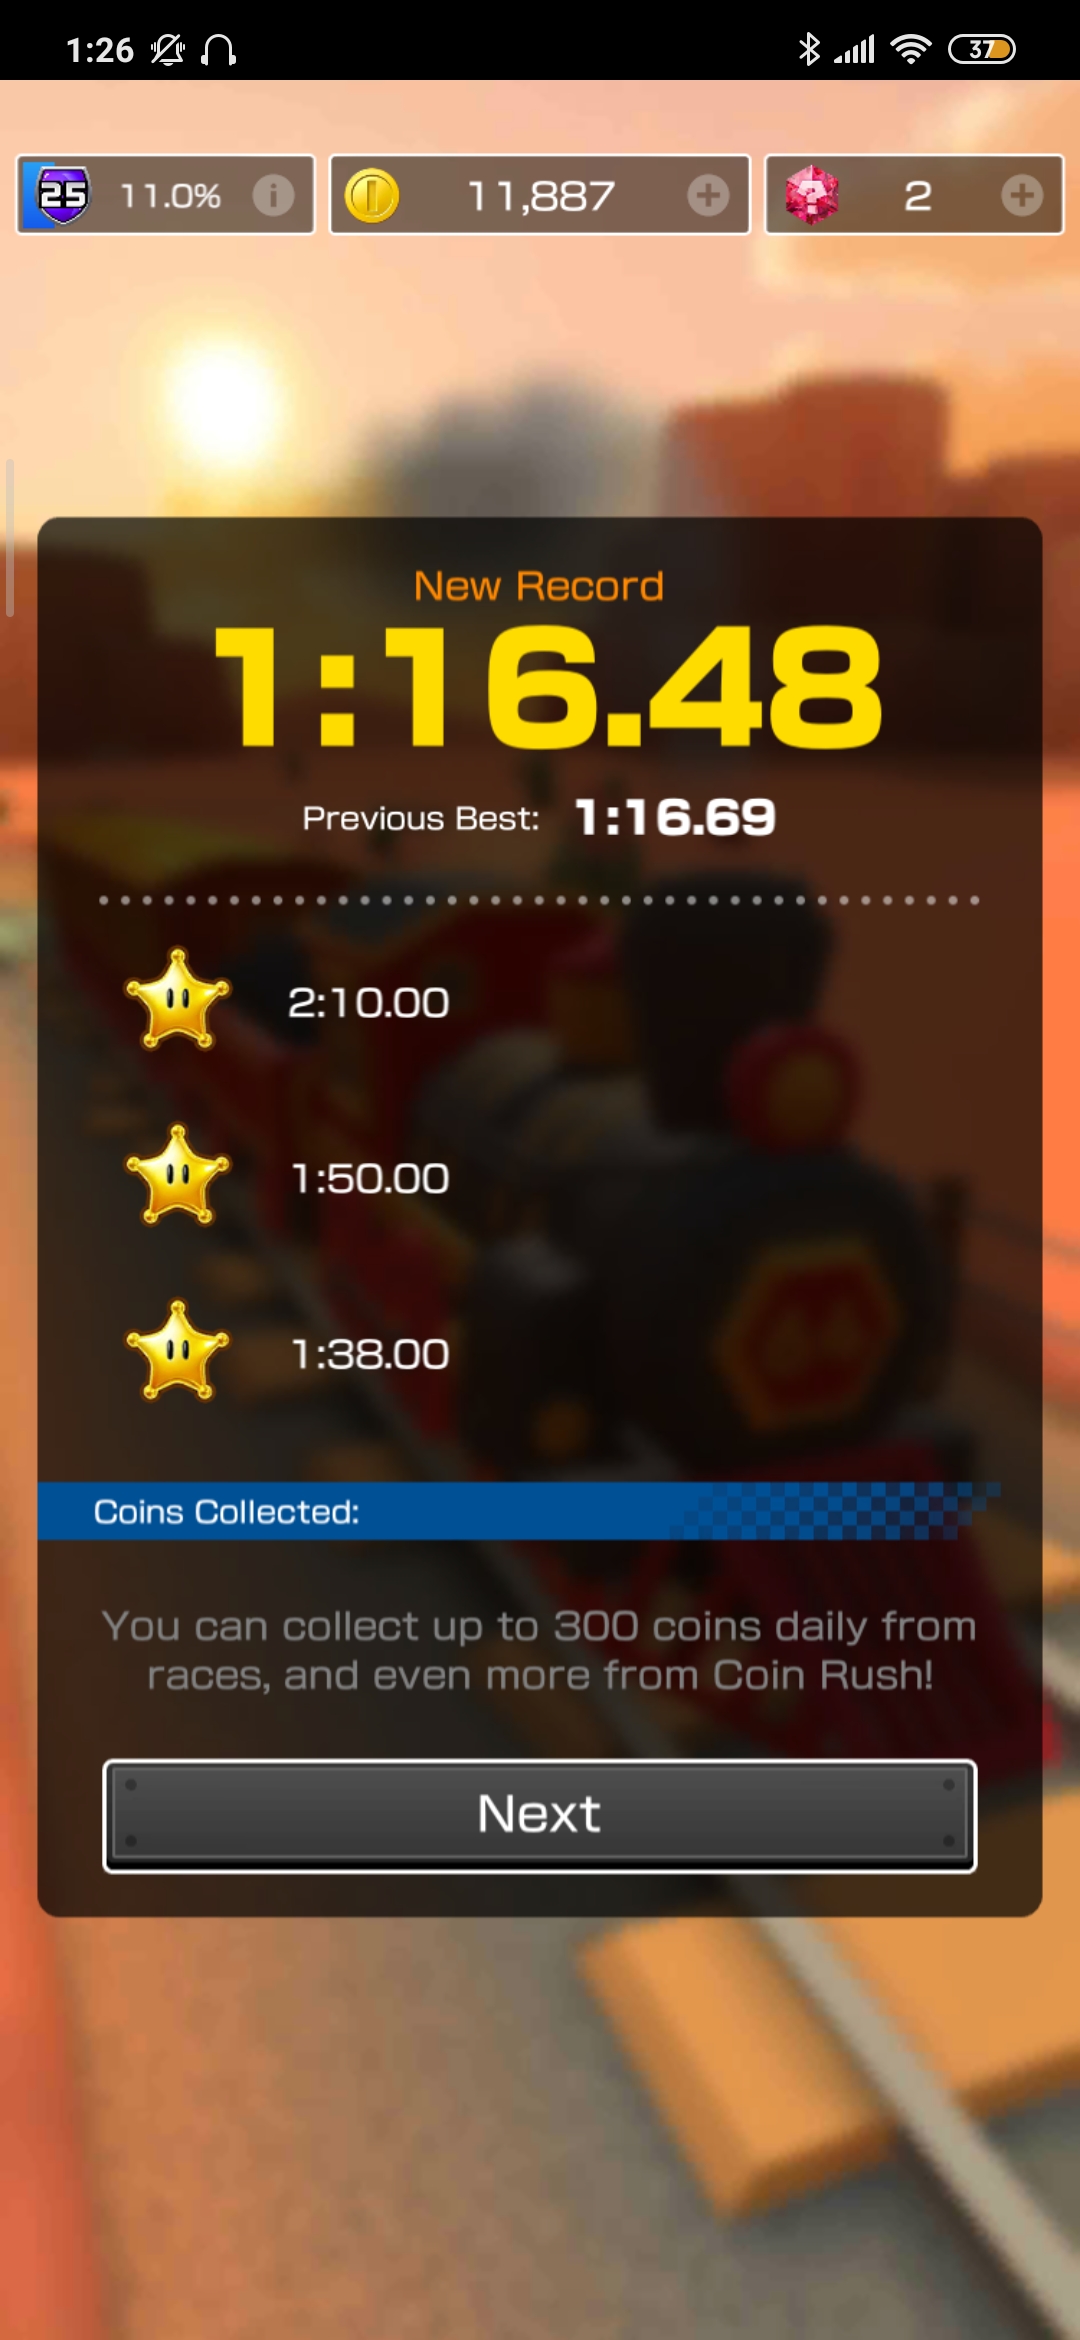 1:26 37
25 11.0% i 11,887 + 2 +
New Record
1:16.48
Previous Best: 1:16.69
2:10.00
1:50.00
1:38.00
Coins Collected:
You can collect up to 300 coins daily from
races, and even more from Coin Rush!
Next